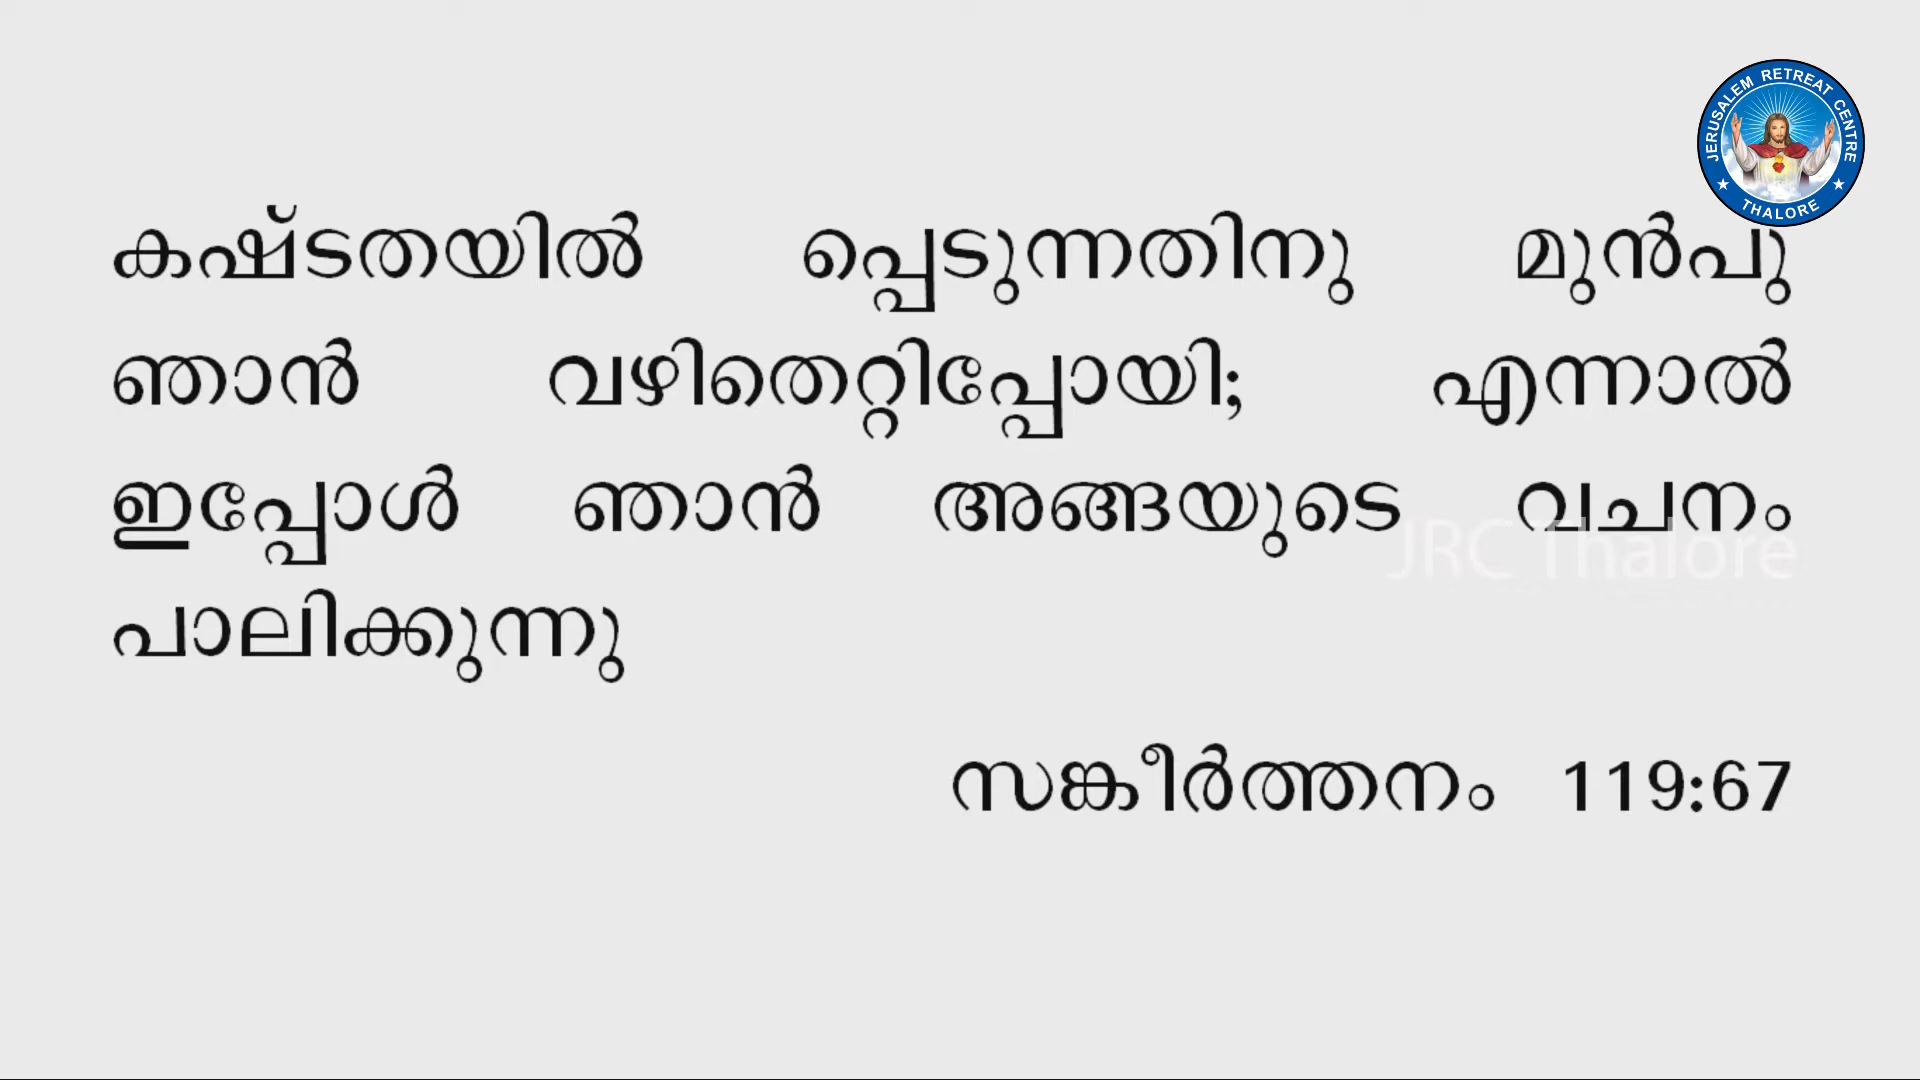 JERUSALEM RETREAT CENTRE
THALORE
കഷ്ടതയിൽ പ്പെടുന്നതിനു മുൻപു
ഞാൻ വഴിതെറ്റിപ്പോയി; എന്നാൽ
ഇപ്പോൾ ഞാൻ അങ്ങയുടെ വചനം
JRC Thalore
പാലിക്കുന്നു
സങ്കീർത്തനം 119:67